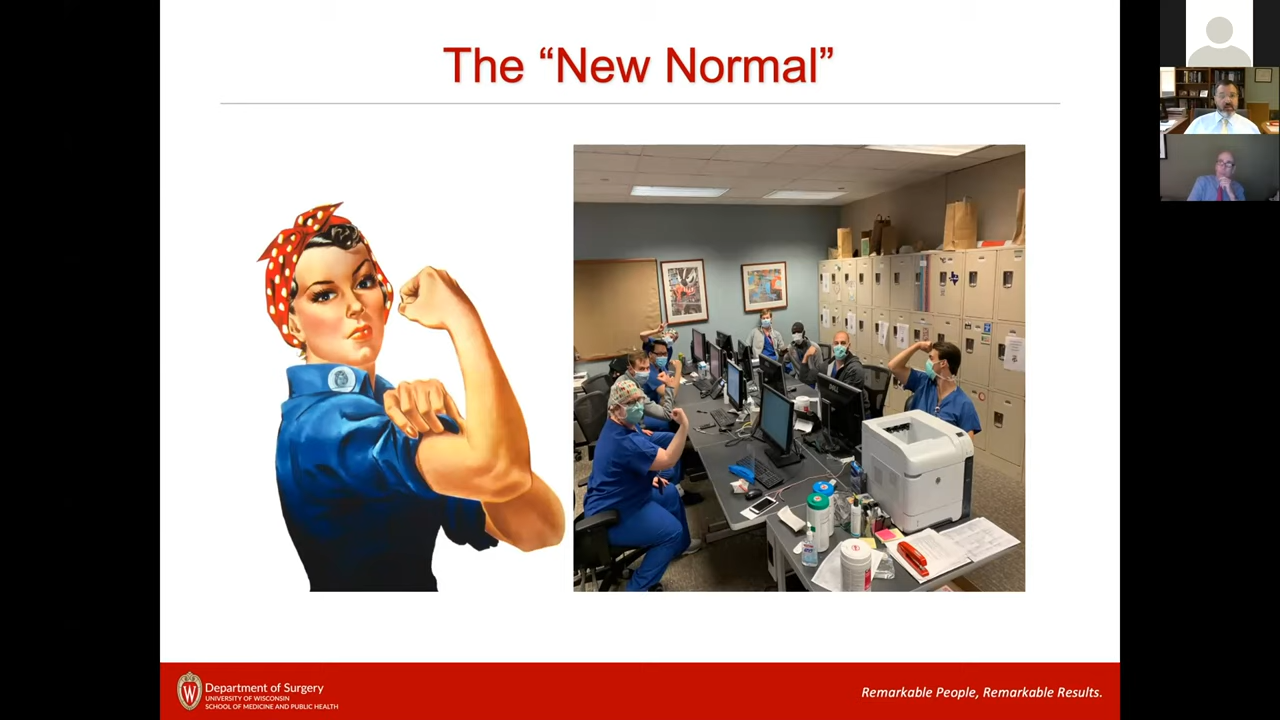 The “New Normal”
Department of Surgery
UNIVERSITY OF WISCONSIN
SCHOOL OF MEDICINE AND PUBLIC HEALTH
Remarkable People, Remarkable Results.
W